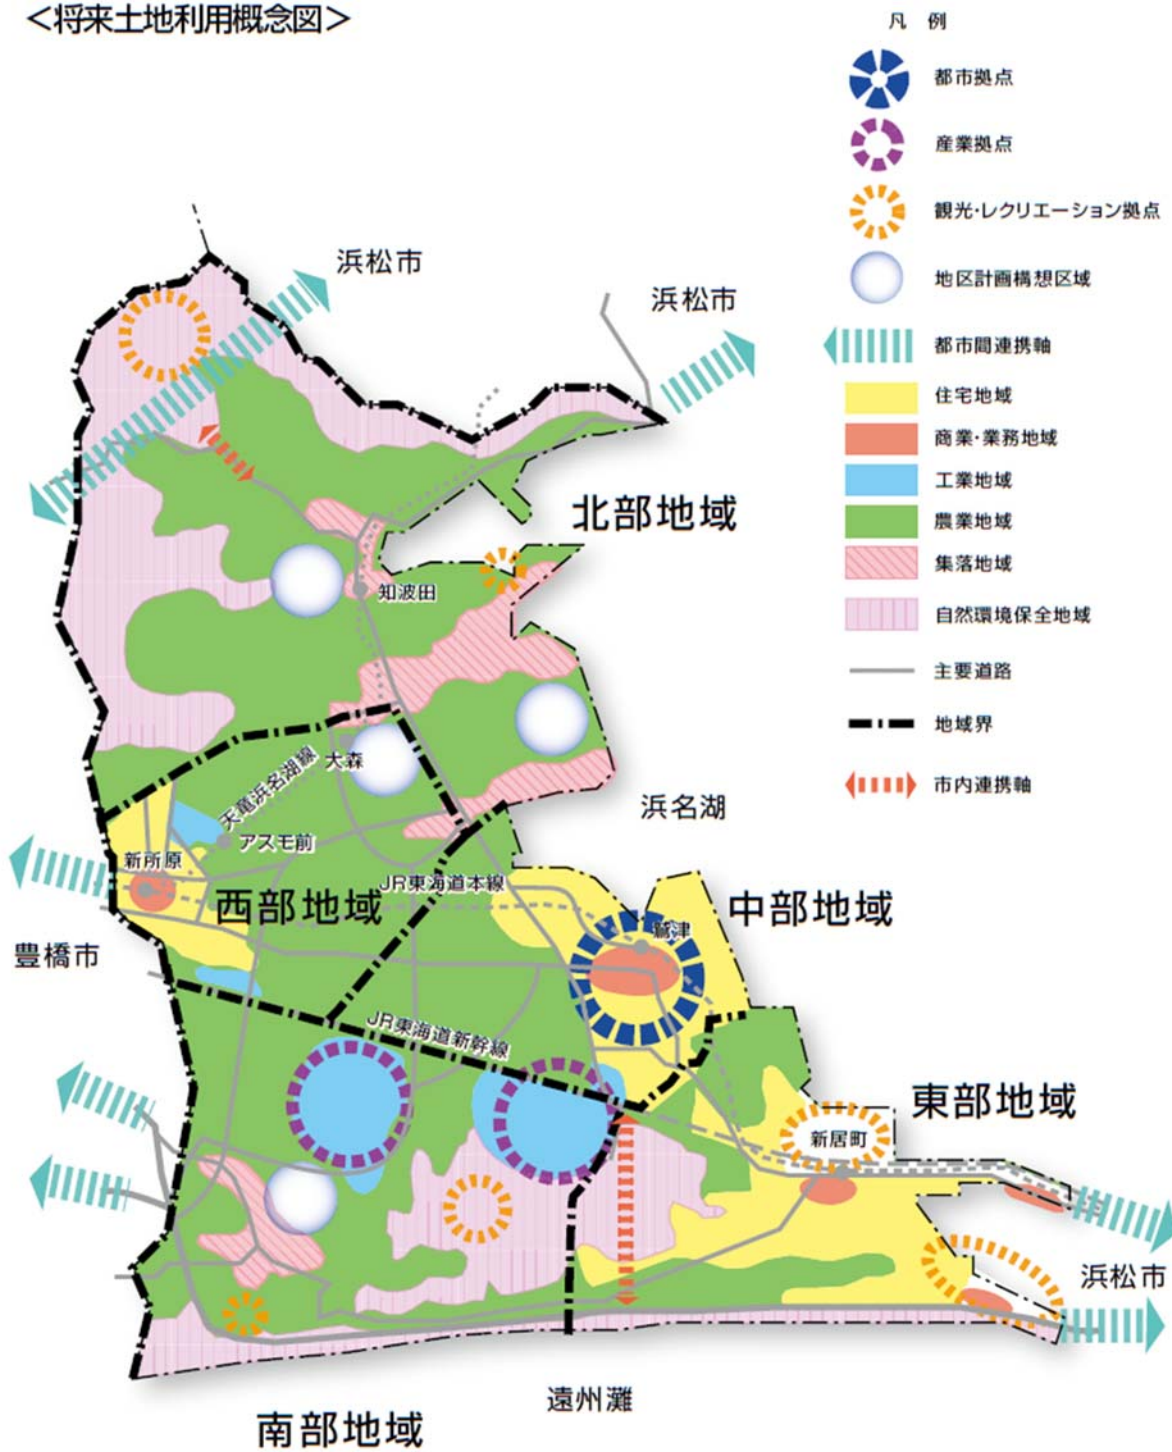 <将来土地利用概念図>
凡 例
都市拠点
産業拠点
観光・レクリエーション拠点
地区計画構想区域
都市間連携軸
住宅地域
商業・業務地域
工業地域
農業地域
集落地域
自然環境保全地域
主要道路
地域界
市内連携軸
浜松市
浜松市
北部地域
知波田
大森
天竜浜名湖線
アスモ前
浜名湖
新所原
西部地域
JR東海道本線
中部地域
鷲津
豊橋市
JR東海道新幹線
東部地域
新居町
浜松市
遠州灘
南部地域